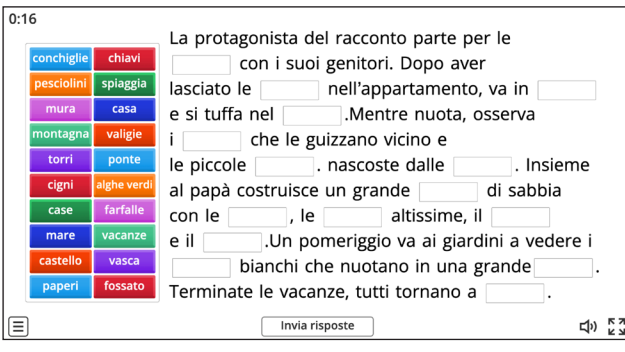 0:16
conchiglie chiavi
pesciolini spiaggia
mura casa
montagna valigie
torri ponte
cigni alghe verdi
case farfalle
mare vacanze
castello vasca
paperi fossato
La protagonista del racconto parte per le
con i suoi genitori. Dopo aver
lasciato le nell'appartamento, va in
e si tuffa nel .Mentre nuota, osserva
i che le guizzano vicino e
le piccole . nascoste dalle . Insieme
al papà costruisce un grande di sabbia
con le , le altissime, il
e il .Un pomeriggio va ai giardini a vedere i
bianchi che nuotano in una grande .
Terminate le vacanze, tutti tornano a .
Invia risposte